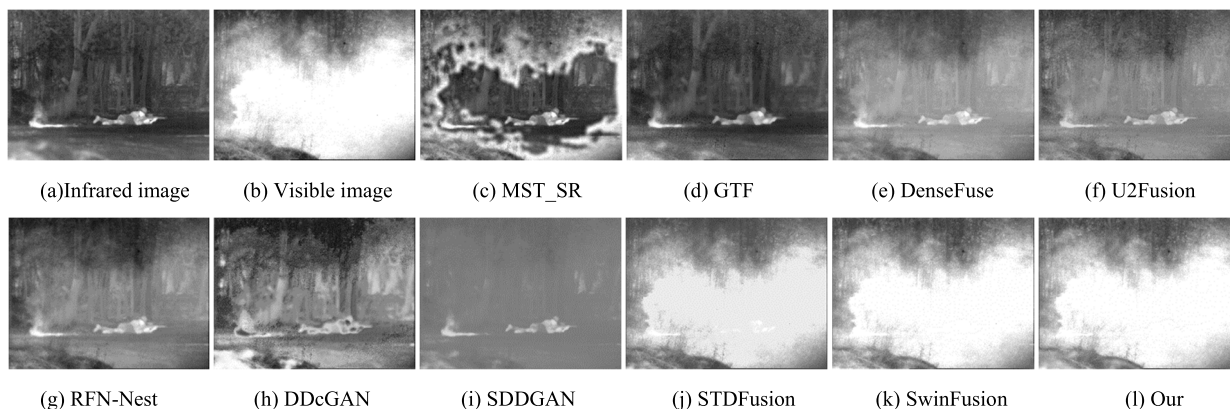 (a)Infrared image
(b) Visible image
(c) MST_SR
(d) GTF
(e) DenseFuse
(f) U2Fusion
(g) RFN-Nest
(h) DDcGAN
(i) SDDGAN
(j) STDFusion
(k) SwinFusion
(l) Our